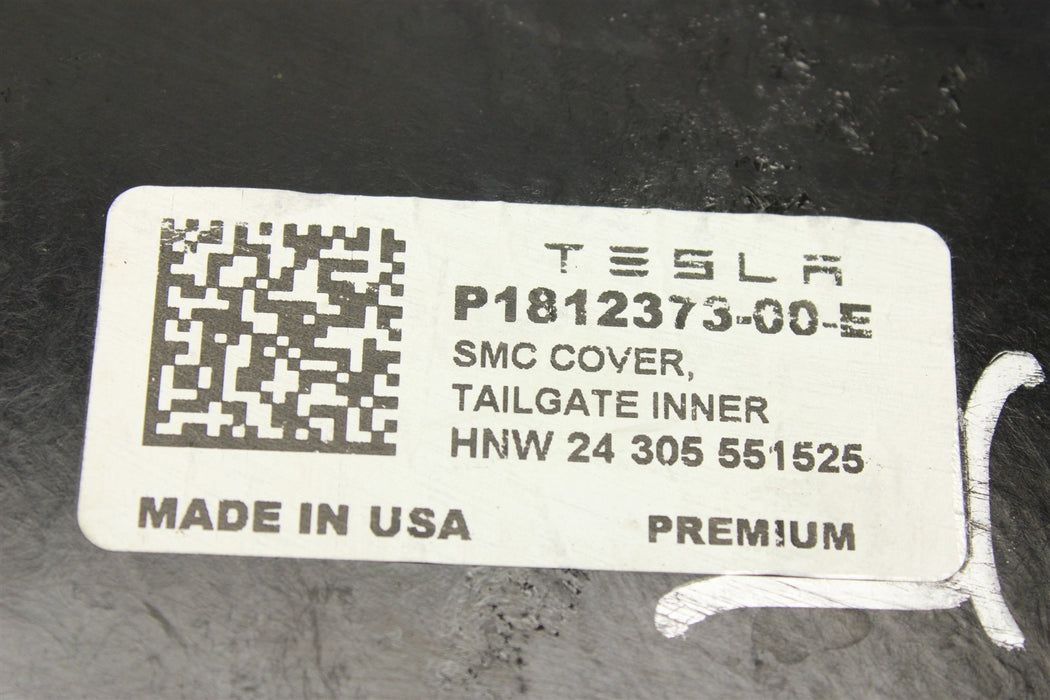 TESLA
P1812373-00-E
SMC COVER,
TAILGATE INNER
HNW 24 305 551525
MADE IN USA PREMIUM